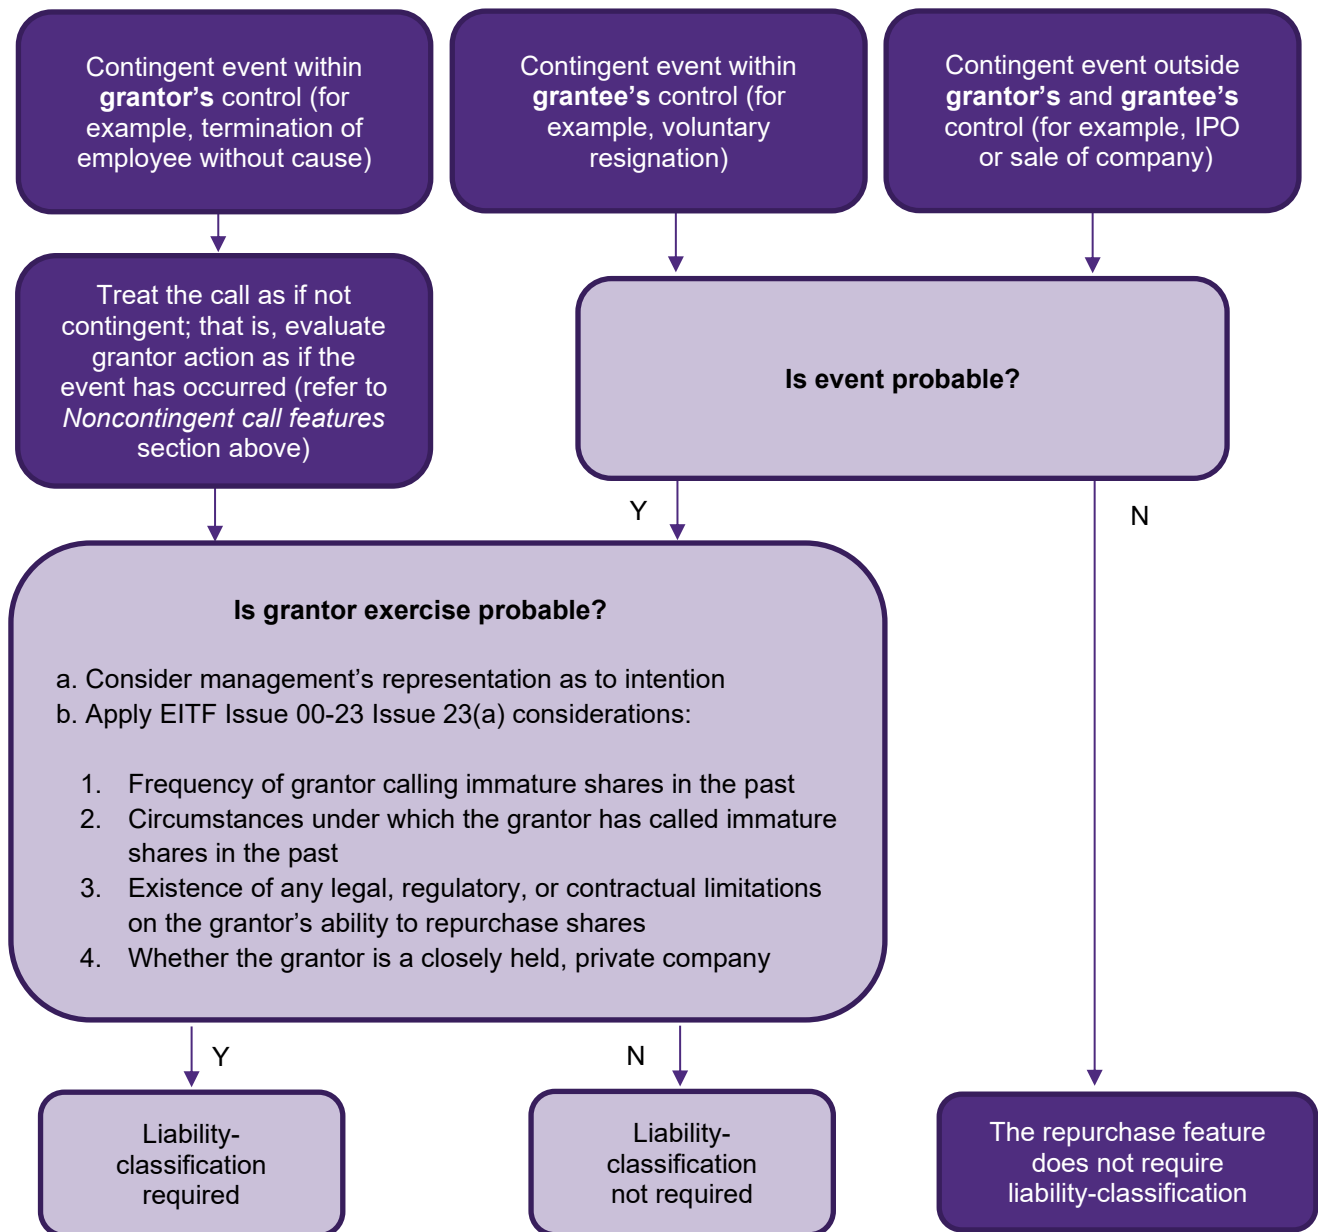 Contingent event within
grantor's control (for
example, termination of
employee without cause)
Contingent event within
grantee's control (for
example, voluntary
resignation)
Contingent event outside
grantor's and grantee's
control (for example, IPO
or sale of company)
Treat the call as if not
contingent; that is, evaluate
grantor action as if the
event has occurred (refer to
Noncontingent call features
section above)
Is event probable?
Y
N
Is grantor exercise probable?
a. Consider management's representation as to intention
b. Apply EITF Issue 00-23 Issue 23(a) considerations:
1. Frequency of grantor calling immature shares in the past
2. Circumstances under which the grantor has called immature
shares in the past
3. Existence of any legal, regulatory, or contractual limitations
on the grantor's ability to repurchase shares
4. Whether the grantor is a closely held, private company
Y
N
Liability-
classification
required
Liability-
classification
not required
The repurchase feature
does not require
liability-classification